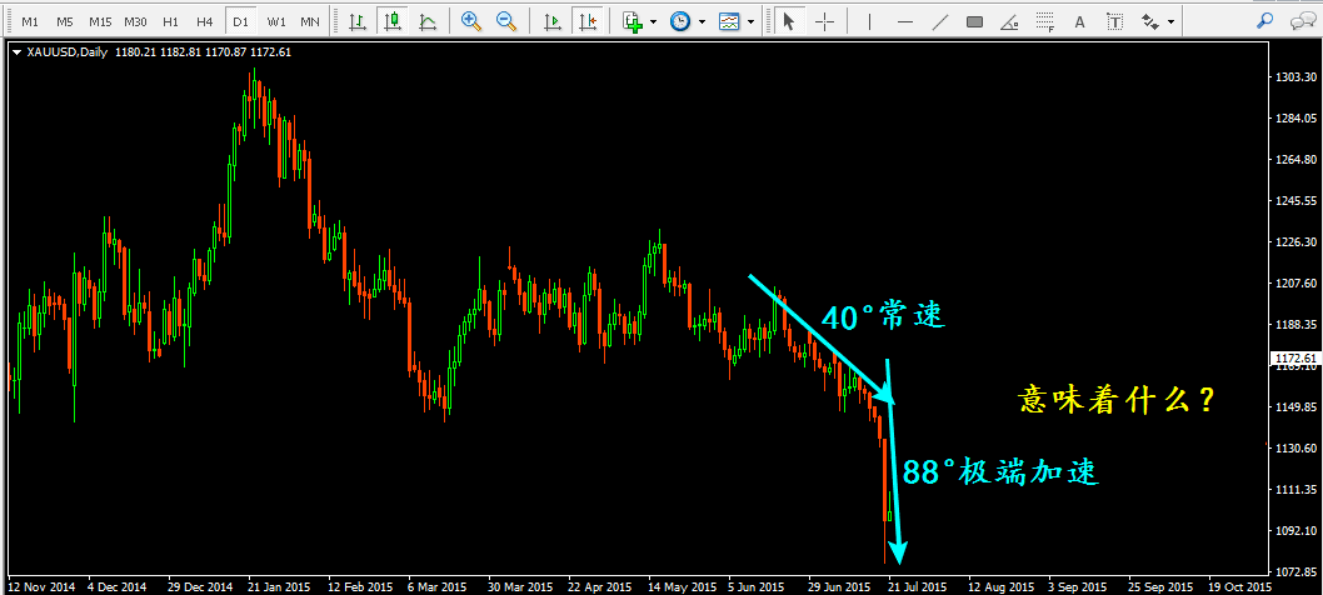 M1 M5 M15 M30 H1 H4 D1 W1 MN
XAUUSD,Daily 1180.21 1182.81 1170.87 1172.61
1303.30
1284.05
1264.80
1245.55
1226.30
1207.60
40°常速
1188.35
1172.61
意味着什么？
1149.85
1130.60
88°极端加速
1111.35
1092.10
1072.85
12 Nov 2014 4 Dec 2014 29 Dec 2014 21 Jan 2015 12 Feb 2015 6 Mar 2015 30 Mar 2015 22 Apr 2015 14 May 2015 5 Jun 2015 29 Jun 2015 21 Jul 2015 12 Aug 2015 3 Sep 2015 25 Sep 2015 19 Oct 2015